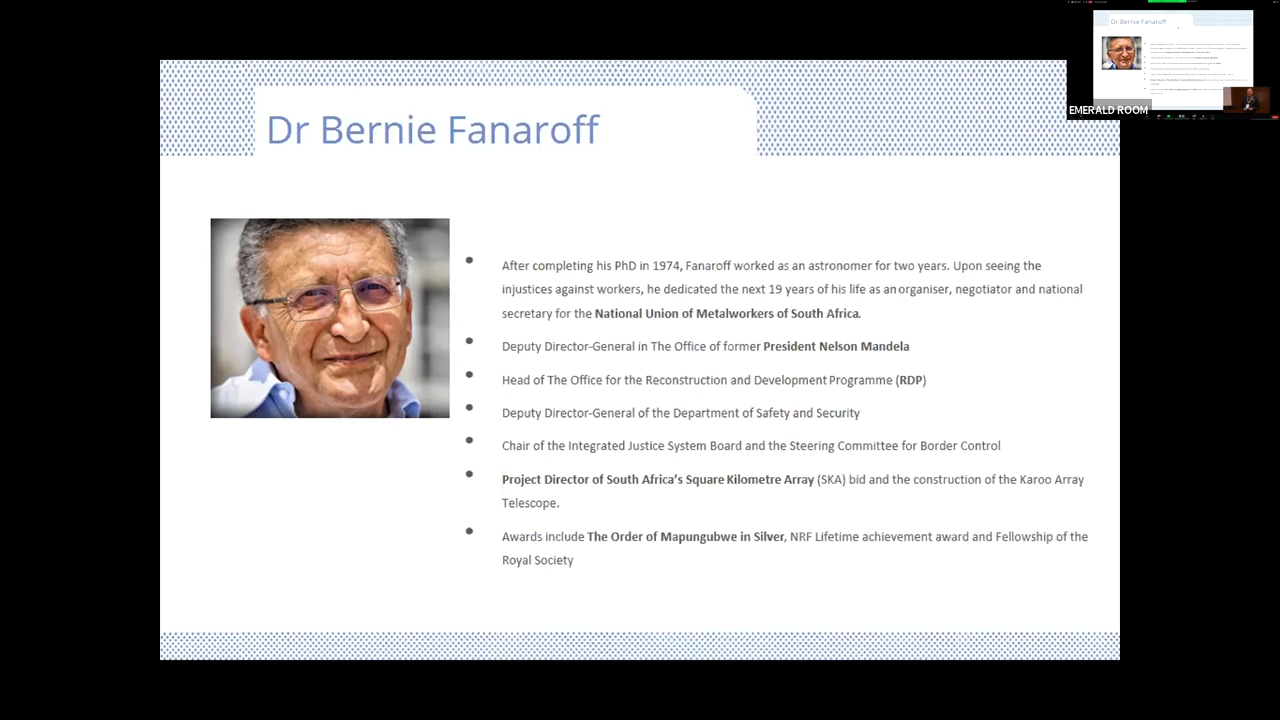 Dr Bernie Fanaroff
EMERALD ROOM
Dr Bernie Fanaroff
After completing his PhD in 1974, Fanaroff worked as an astronomer for two years. Upon seeing the
injustices against workers, he dedicated the next 19 years of his life as an organiser, negotiator and national
secretary for the National Union of Metalworkers of South Africa.
Deputy Director-General in The Office of former President Nelson Mandela
Head of The Office for the Reconstruction and Development Programme (RDP)
Deputy Director-General of the Department of Safety and Security
Chair of the Integrated Justice System Board and the Steering Committee for Border Control
Project Director of South Africa's Square Kilometre Array (SKA) bid and the construction of the Karoo Array
Telescope.
Awards include The Order of Mapungubwe in Silver, NRF Lifetime achievement award and Fellowship of the
Royal Society